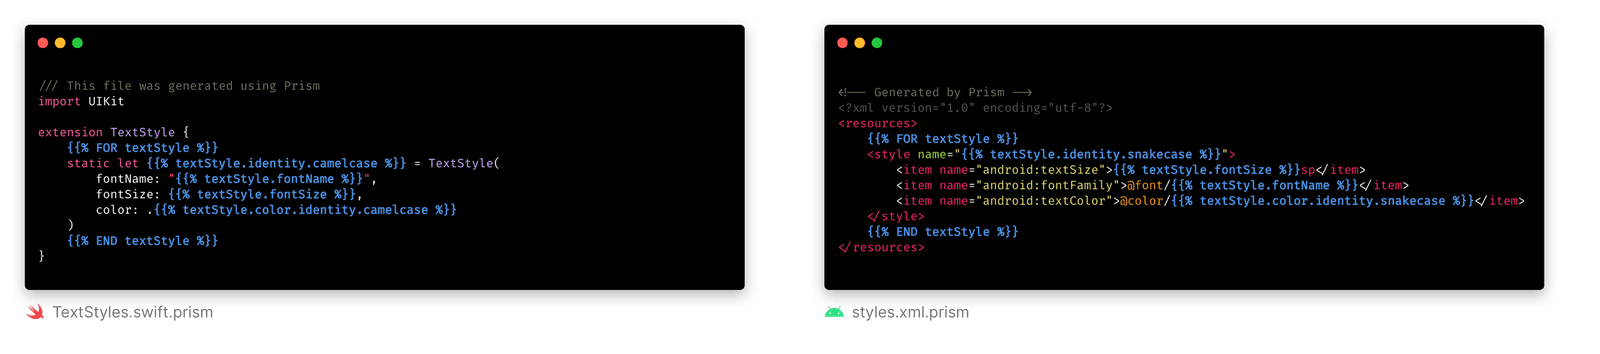 /// This file was generated using Prism
import UIKit
extension TextStyle {
{{% FOR textStyle %}}
static let {{% textStyle.identity.camelcase %}} = TextStyle(
fontName: "{{% textStyle.fontName %}}",
fontSize: {{% textStyle.fontSize %}},
color: .{{% textStyle.color.identity.camelcase %}}
)
{{% END textStyle %}}
}
TextStyles.swift.prism
<!-- Generated by Prism -->
<?xml version="1.0" encoding="utf-8"?>
<resources>
{{% FOR textStyle %}}
<style name="{{% textStyle.identity.snakecase %}}">
<item name="android:textSize">{{% textStyle.fontSize %}}sp</item>
<item name="android:fontFamily">@font/{{% textStyle.fontName %}}</item>
<item name="android:textColor">@color/{{% textStyle.color.identity.snakecase %}}</item>
</style>
{{% END textStyle %}}
</resources>
styles.xml.prism